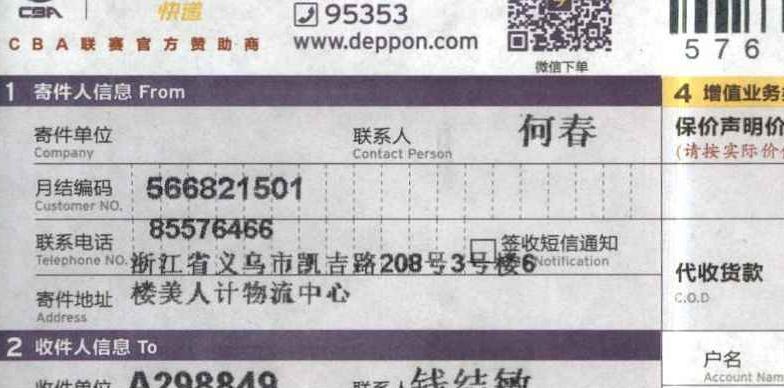 CBA 快递 95353
CBA联赛官方赞助商 www.deppon.com
微信下单
5 7 6
1 寄件人信息 From
4 增值业务
寄件单位 联系人 何春
Company Contact Person
保价声明价
(请按实际价
月结编码 566821501
Customer NO.
85576466
联系电话 签收短信通知
Telephone NO. 浙江省义乌市凯吉路208号3号楼6 Notification
代收货款
寄件地址 楼美人计物流中心
C.O.D
Address
2 收件人信息 To
户名
Account Nam
收件单位 A298849 联系人 钱结敏